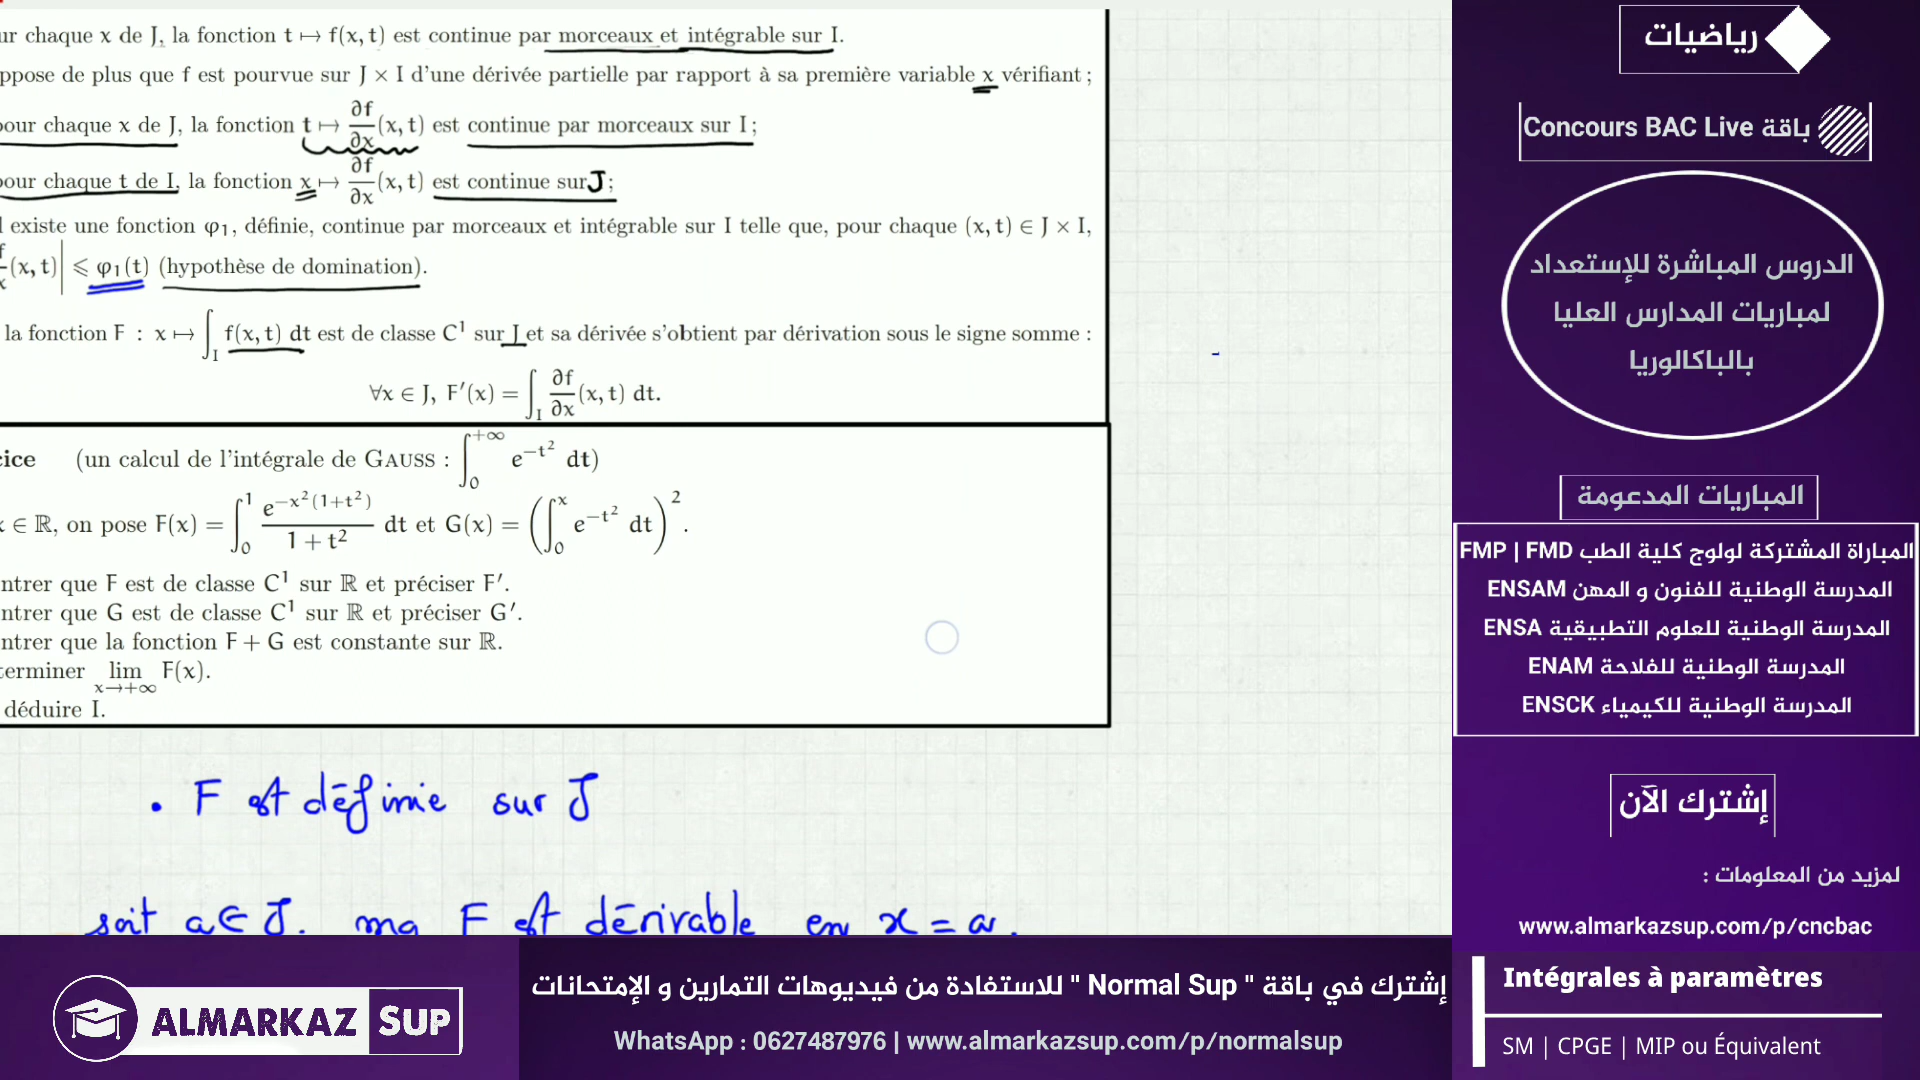 ur chaque x de J, la fonction t ↦ f(x, t) est continue par morceaux et intégrable sur I.
ppose de plus que f est pourvue sur J × I d'une dérivée partielle par rapport à sa première variable x vérifiant ;
pour chaque x de J, la fonction t ↦ ∂f/∂x (x, t) est continue par morceaux sur I ;
pour chaque t de I, la fonction x ↦ ∂f/∂x (x, t) est continue sur J ;
l existe une fonction φ₁, définie, continue par morceaux et intégrable sur I telle que, pour chaque (x, t) ∈ J × I,
(x, t)| ⩽ φ₁(t) (hypothèse de domination).
la fonction F : x ↦ ∫_I f(x, t) dt est de classe C¹ sur J et sa dérivée s'obtient par dérivation sous le signe somme :
∀x ∈ J, F′(x) = ∫_I ∂f/∂x (x, t) dt.
cice (un calcul de l'intégrale de GAUSS : ∫₀^{+∞} e^{−t²} dt)
x ∈ ℝ, on pose F(x) = ∫₀¹ e^{−x²(1+t²)}/(1 + t²) dt et G(x) = (∫₀ˣ e^{−t²} dt)².
ntrer que F est de classe C¹ sur ℝ et préciser F′.
ntrer que G est de classe C¹ sur ℝ et préciser G′.
ntrer que la fonction F + G est constante sur ℝ.
terminer lim_{x→+∞} F(x).
déduire I.
• F est définie sur J
soit a ∈ J. mq F est dérivable en x = a.
رياضيات
باقة Concours BAC Live
الدروس المباشرة للإستعداد
لمباريات المدارس العليا
بالباكالوريا
المباريات المدعومة
المباراة المشتركة لولوج كلية الطب FMP | FMD
المدرسة الوطنية للفنون و المهن ENSAM
المدرسة الوطنية للعلوم التطبيقية ENSA
المدرسة الوطنية للفلاحة ENAM
المدرسة الوطنية للكيمياء ENSCK
إشترك الآن
لمزيد من المعلومات :
www.almarkazsup.com/p/cncbac
Intégrales à paramètres
SM | CPGE | MIP ou Équivalent
ALMARKAZ SUP
إشترك في باقة " Normal Sup " للاستفادة من فيديوهات التمارين و الإمتحانات
WhatsApp : 0627487976 | www.almarkazsup.com/p/normalsup